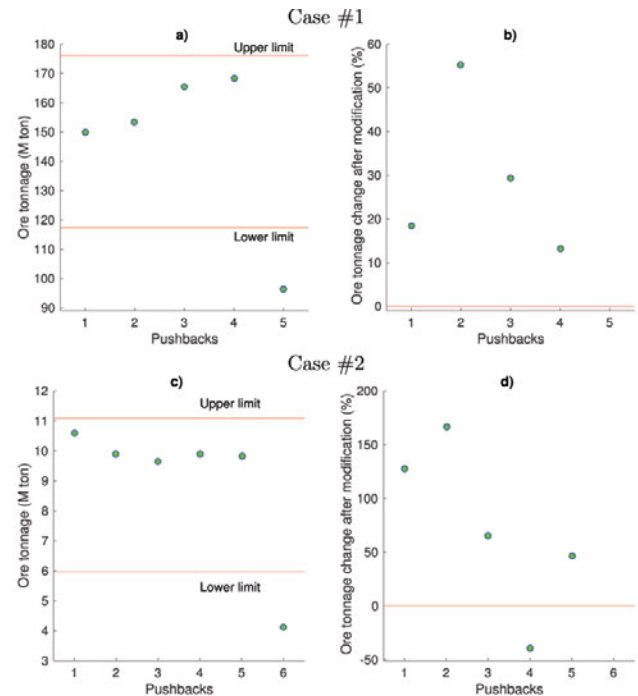 Case #1
a)
Ore tonnage (M ton)
180
170
160
150
140
130
120
110
100
90
Upper limit
Lower limit
1 2 3 4 5
Pushbacks
b)
Ore tonnage change after modification (%)
60
50
40
30
20
10
0
1 2 3 4 5
Pushbacks
Case #2
c)
Ore tonnage (M ton)
12
11
10
9
8
7
6
5
4
3
Upper limit
Lower limit
1 2 3 4 5 6
Pushbacks
d)
Ore tonnage change after modification (%)
200
150
100
50
0
-50
1 2 3 4 5 6
Pushbacks